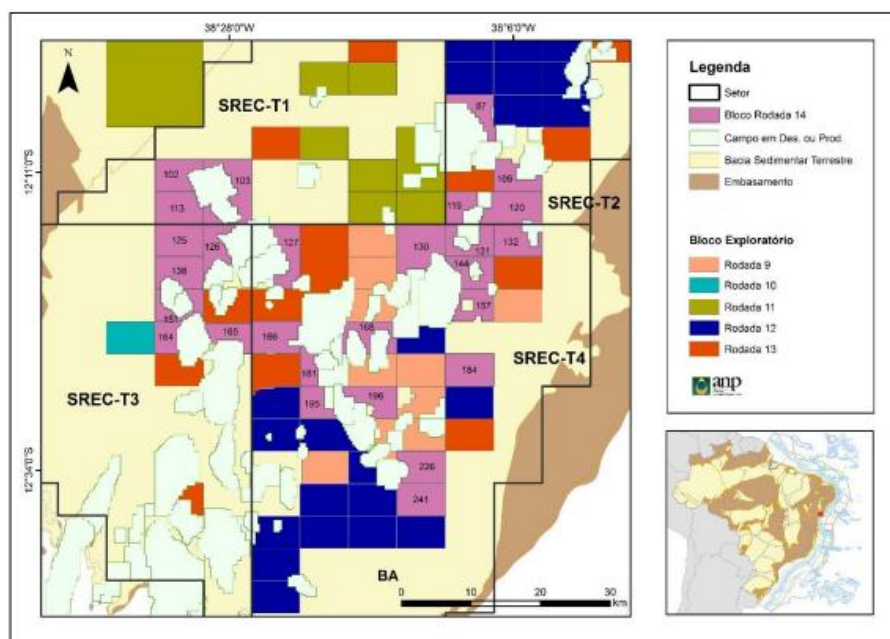 38°28'0"W
38°6'0"W
N
SREC-T1
87
12°11'0"S
102
103
109
113
119
120
SREC-T2
125
126
127
130
131
132
138
144
151
157
164
165
166
168
SREC-T4
181
184
SREC-T3
195
196
12°34'0"S
226
241
BA
0 10 20 30
km
Legenda
Setor
Bloco Rodada 14
Campo em Des. ou Prod.
Bacia Sedimentar Terrestre
Embasamento
Bloco Exploratório
Rodada 9
Rodada 10
Rodada 11
Rodada 12
Rodada 13
anp